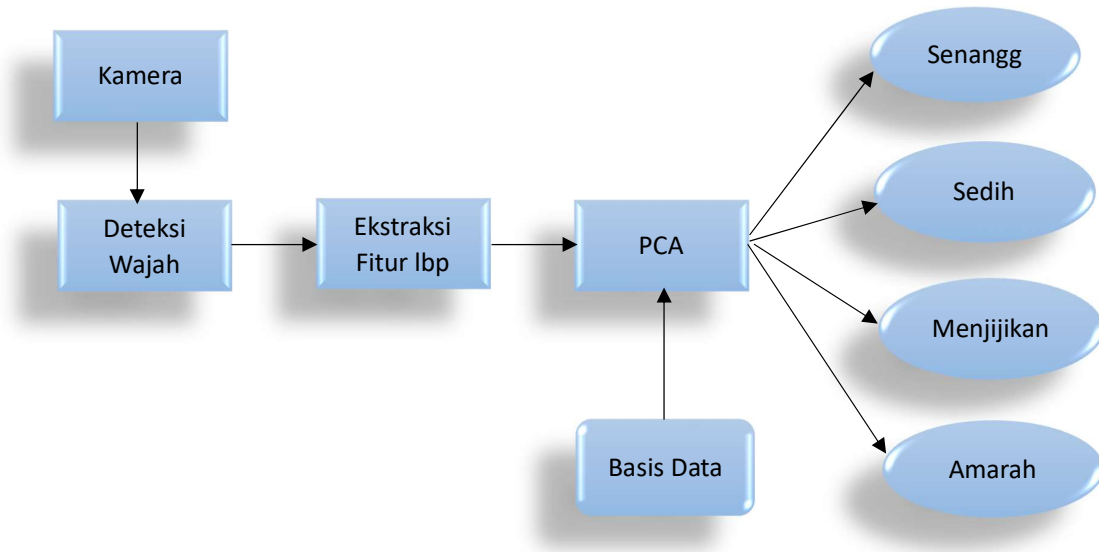 Kamera
Deteksi
Wajah
Ekstraksi
Fitur lbp
PCA
Basis Data
Senangg
Sedih
Menjijikan
Amarah